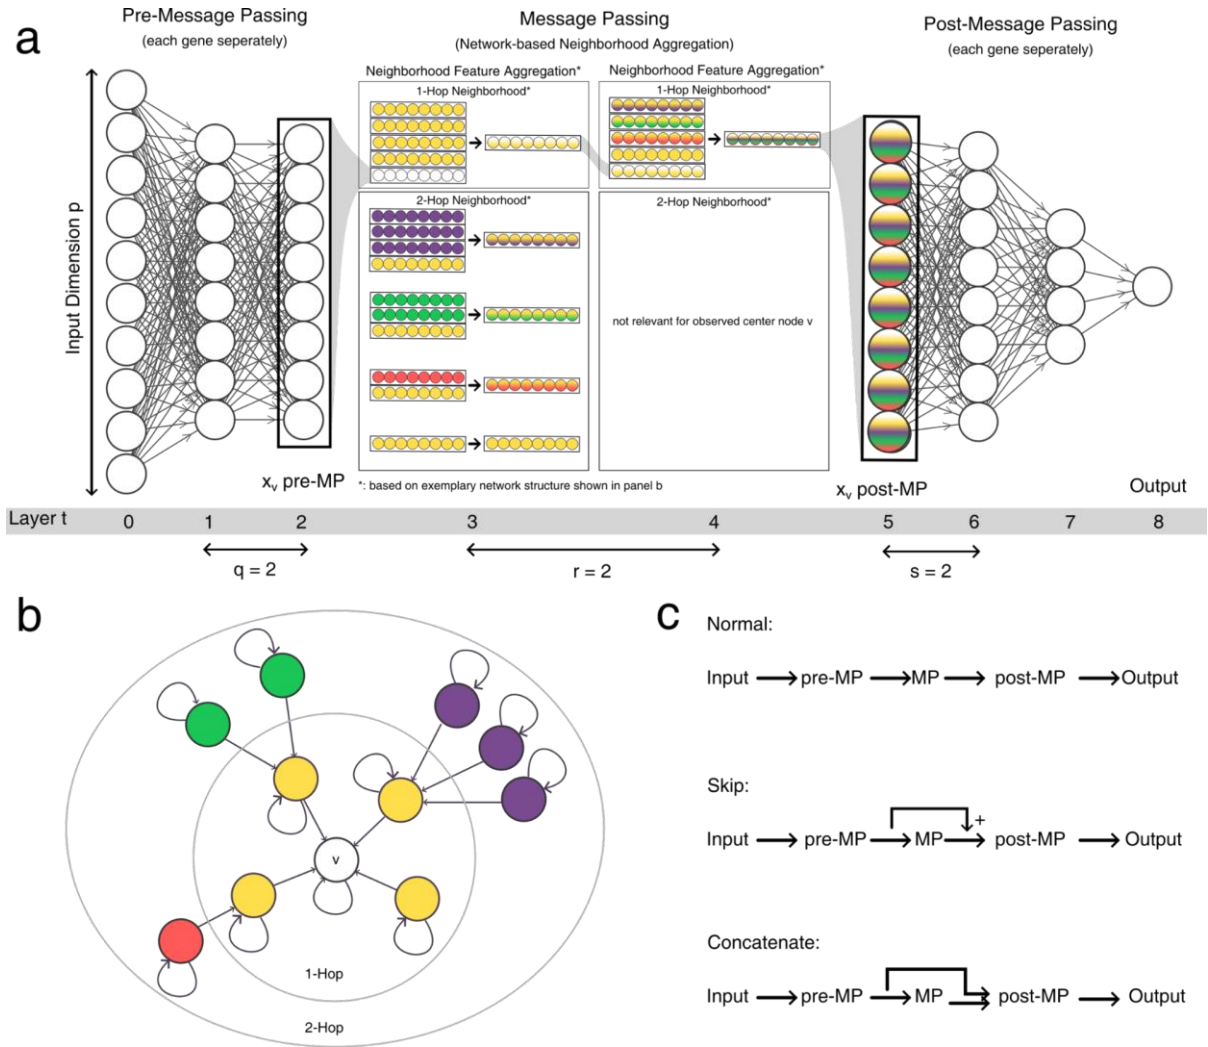 a
Pre-Message Passing
(each gene seperately)
Message Passing
(Network-based Neighborhood Aggregation)
Post-Message Passing
(each gene seperately)
Neighborhood Feature Aggregation*
Neighborhood Feature Aggregation*
1-Hop Neighborhood*
1-Hop Neighborhood*
2-Hop Neighborhood*
2-Hop Neighborhood*
not relevant for observed center node v
Input Dimension p
xᵥ pre-MP
*: based on exemplary network structure shown in panel b
xᵥ post-MP
Output
Layer t 0 1 2 3 4 5 6 7 8
q = 2
r = 2
s = 2
b
v
1-Hop
2-Hop
c
Normal:
Input pre-MP MP post-MP Output
Skip:
+
Input pre-MP MP post-MP Output
Concatenate:
Input pre-MP MP post-MP Output